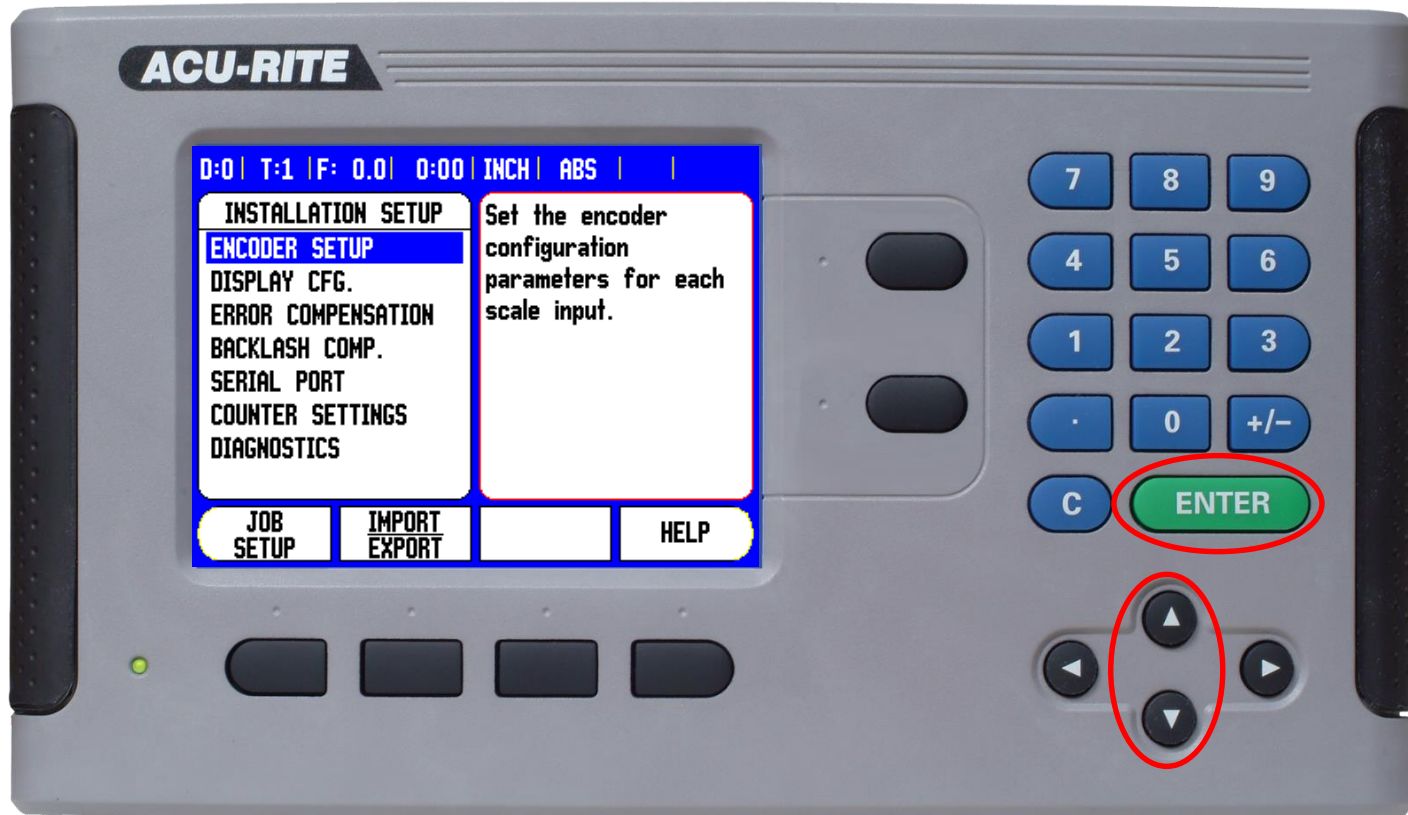 ACU-RITE
D:0| T:1 |F: 0.0| 0:00| INCH| ABS | |
INSTALLATION SETUP
ENCODER SETUP
DISPLAY CFG.
ERROR COMPENSATION
BACKLASH COMP.
SERIAL PORT
COUNTER SETTINGS
DIAGNOSTICS
Set the encoder
configuration
parameters for each
scale input.
JOB
SETUP
IMPORT
EXPORT
HELP
7 8 9
4 5 6
1 2 3
. 0 +/−
C ENTER